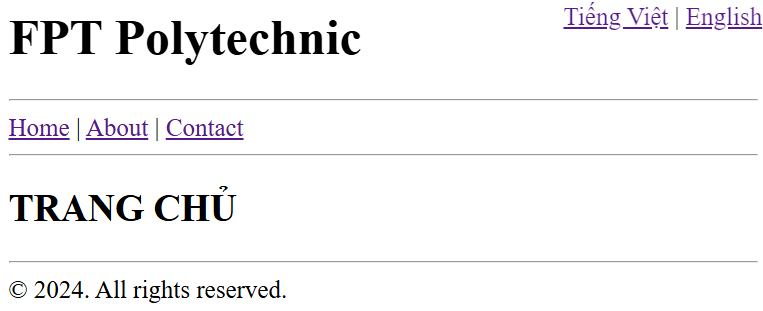 Tiếng Việt | English
FPT Polytechnic
Home | About | Contact
TRANG CHỦ
© 2024. All rights reserved.